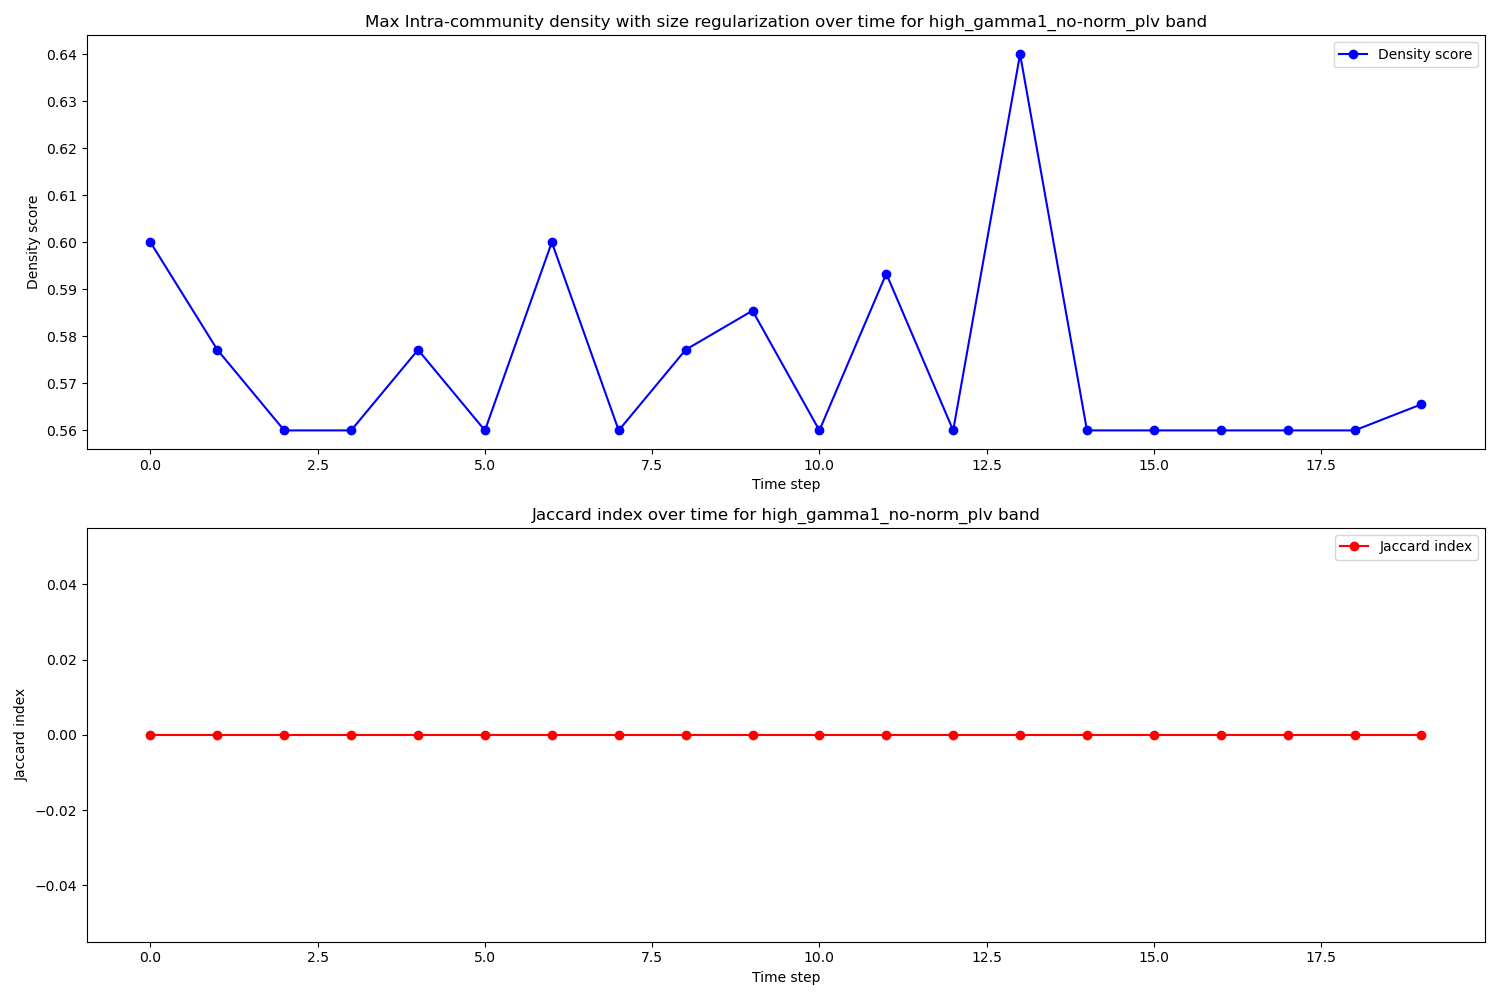 Max Intra-community density with size regularization over time for high_gamma1_no-norm_plv band
Density score
0.64
0.63
0.62
0.61
0.60
0.59
0.58
0.57
0.56
Density score
0.0 2.5 5.0 7.5 10.0 12.5 15.0 17.5
Time step
Jaccard index over time for high_gamma1_no-norm_plv band
Jaccard index
0.04
0.02
0.00
−0.02
−0.04
Jaccard index
0.0 2.5 5.0 7.5 10.0 12.5 15.0 17.5
Time step